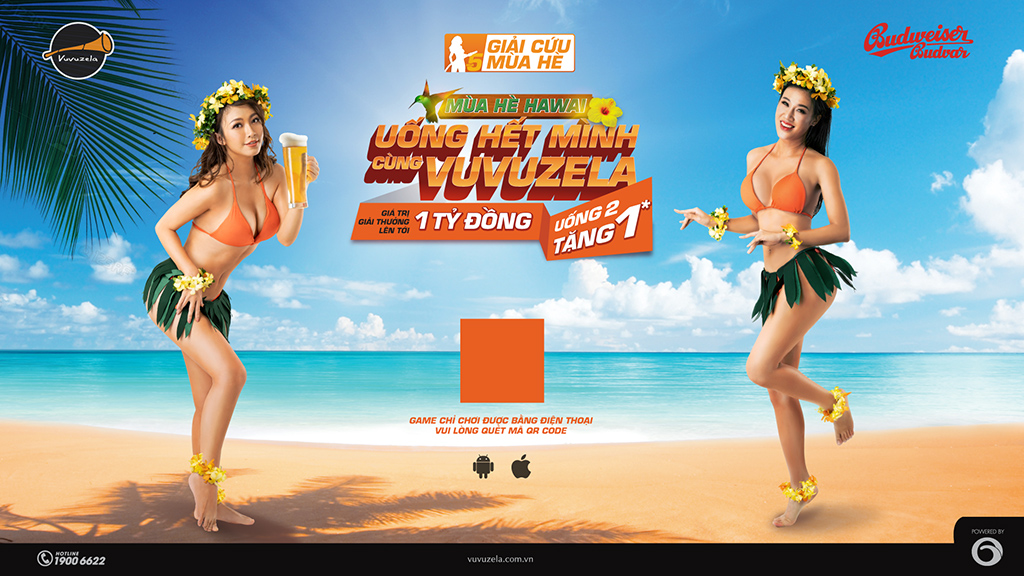 Vuvuzela
GIẢI CỨU
MÙA HÈ
5
Budweiser
Budvar
MÙA HÈ HAWAI
UỐNG HẾT MÌNH
CÙNG VUVUZELA
GIÁ TRỊ
GIẢI THƯỞNG
LÊN TỚI
1 TỶ ĐỒNG
UỐNG 2
TẶNG 1*
GAME CHỈ CHƠI ĐƯỢC BẰNG ĐIỆN THOẠI
VUI LÒNG QUÉT MÃ QR CODE
HOTLINE
1900 6622
vuvuzela.com.vn
POWERED BY